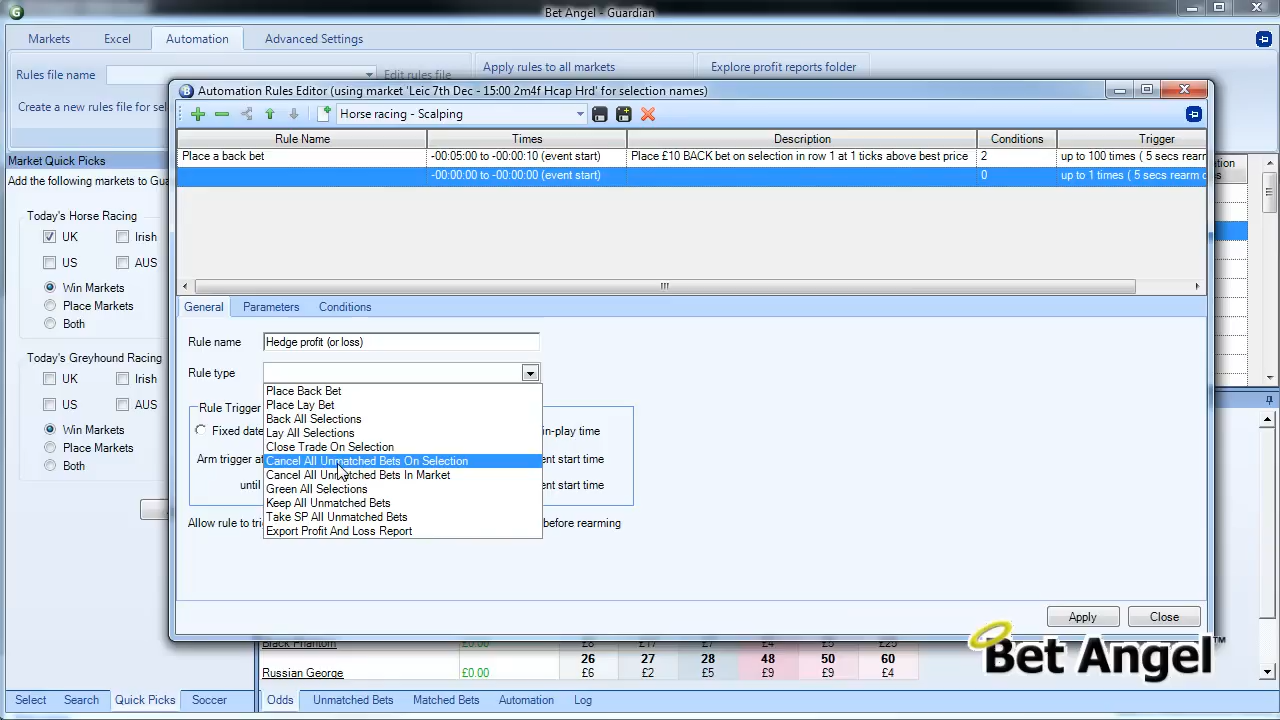 Bet Angel - Guardian
Markets
Excel
Automation
Advanced Settings
Rules file name
Edit rules file
Apply rules to all markets
Explore profit reports folder
Create a new rules file for sel
Automation Rules Editor (using market 'Leic 7th Dec - 15:00 2m4f Hcap Hrd' for selection names)
Horse racing - Scalping
Rule Name
Times
Description
Conditions
Trigger
Place a back bet
-00:05:00 to -00:00:10 (event start)
Place £10 BACK bet on selection in row 1 at 1 ticks above best price
2
up to 100 times ( 5 secs rearm
-00:00:00 to -00:00:00 (event start)
0
up to 1 times ( 5 secs rearm
Market Quick Picks
Add the following markets to Gua
Today's Horse Racing
UK
Irish
US
AUS
Win Markets
Place Markets
Both
Today's Greyhound Racing
UK
Irish
US
AUS
Win Markets
Place Markets
Both
General
Parameters
Conditions
Rule name
Hedge profit (or loss)
Rule type
Place Back Bet
Place Lay Bet
Back All Selections
Lay All Selections
Close Trade On Selection
Cancel All Unmatched Bets On Selection
Cancel All Unmatched Bets In Market
Green All Selections
Keep All Unmatched Bets
Take SP All Unmatched Bets
Export Profit And Loss Report
Rule Trigger
Fixed date
in-play time
Arm trigger at
event start time
until
event start time
Allow rule to tri
before rearming
Apply
Close
Black Phantom
£0.00
£8
£17
£4
£5
£25
26
27
28
48
50
60
Russian George
£0.00
£6
£2
£5
£9
£9
£4
Bet Angel™
Select
Search
Quick Picks
Soccer
Odds
Unmatched Bets
Matched Bets
Automation
Log